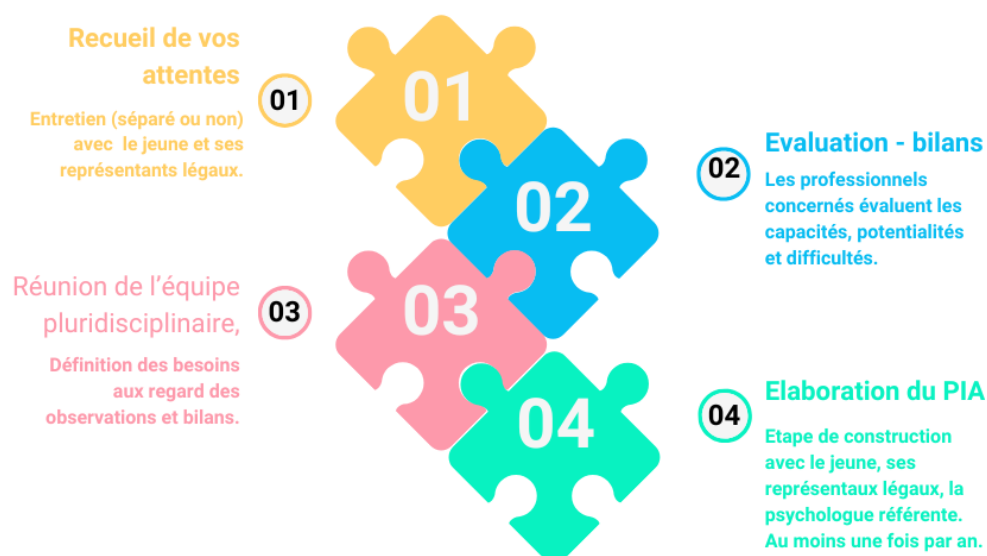 Recueil de vos
attentes
01
Entretien (séparé ou non)
avec le jeune et ses
représentants légaux.
01
02
Evaluation - bilans
Les professionnels
concernés évaluent les
capacités, potentialités
et difficultés.
02
Réunion de l'équipe
pluridisciplinaire,
03
Définition des besoins
aux regard des
observations et bilans.
03
04
Elaboration du PIA
Etape de construction
avec le jeune, ses
représentaux légaux, la
psychologue référente.
Au moins une fois par an.
04